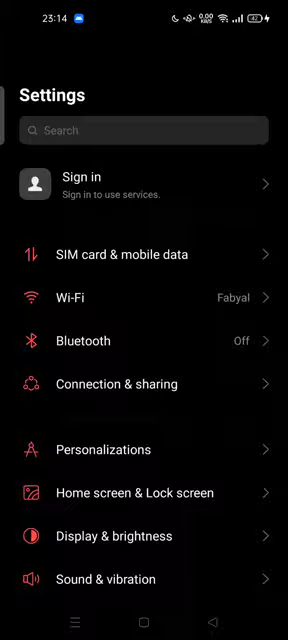 23:14
0.00
KB/S
47
Settings
Search
Sign in
Sign in to use services.
SIM card & mobile data
Wi-Fi
Fabyal
Bluetooth
Off
Connection & sharing
Personalizations
Home screen & Lock screen
Display & brightness
Sound & vibration